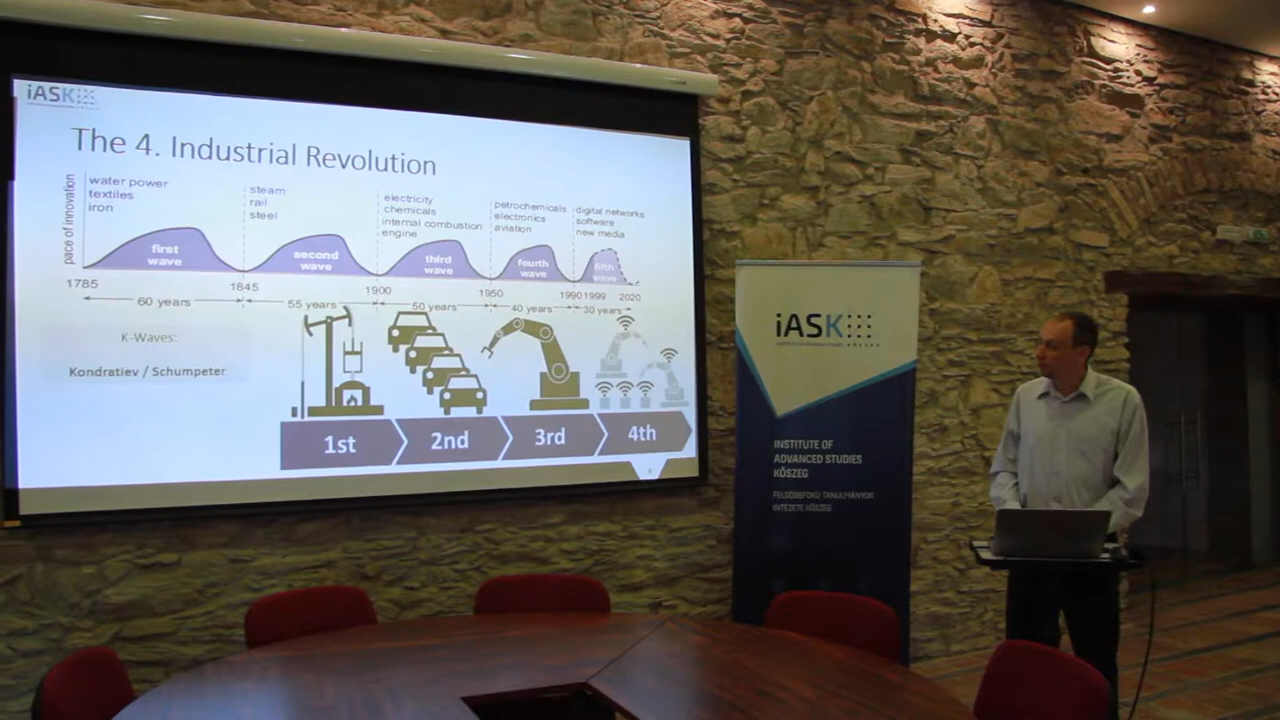 iASK
The 4. Industrial Revolution
pace of innovation
water power
textiles
iron
steam
rail
steel
electricity
chemicals
internal combustion
engine
petrochemicals
electronics
aviation
digital networks
software
new media
first
wave
second
wave
third
wave
fourth
wave
fifth
wave
1785
1845
1900
1950
1990
1999
2020
60 years
55 years
50 years
40 years
30 years
K-Waves:
Kondratiev / Schumpeter
1st
2nd
3rd
4th
iASK
INSTITUTE OF
ADVANCED STUDIES
KŐSZEG
FELSŐBBFOKÚ TANULMÁNYOK
INTÉZETE KŐSZEG